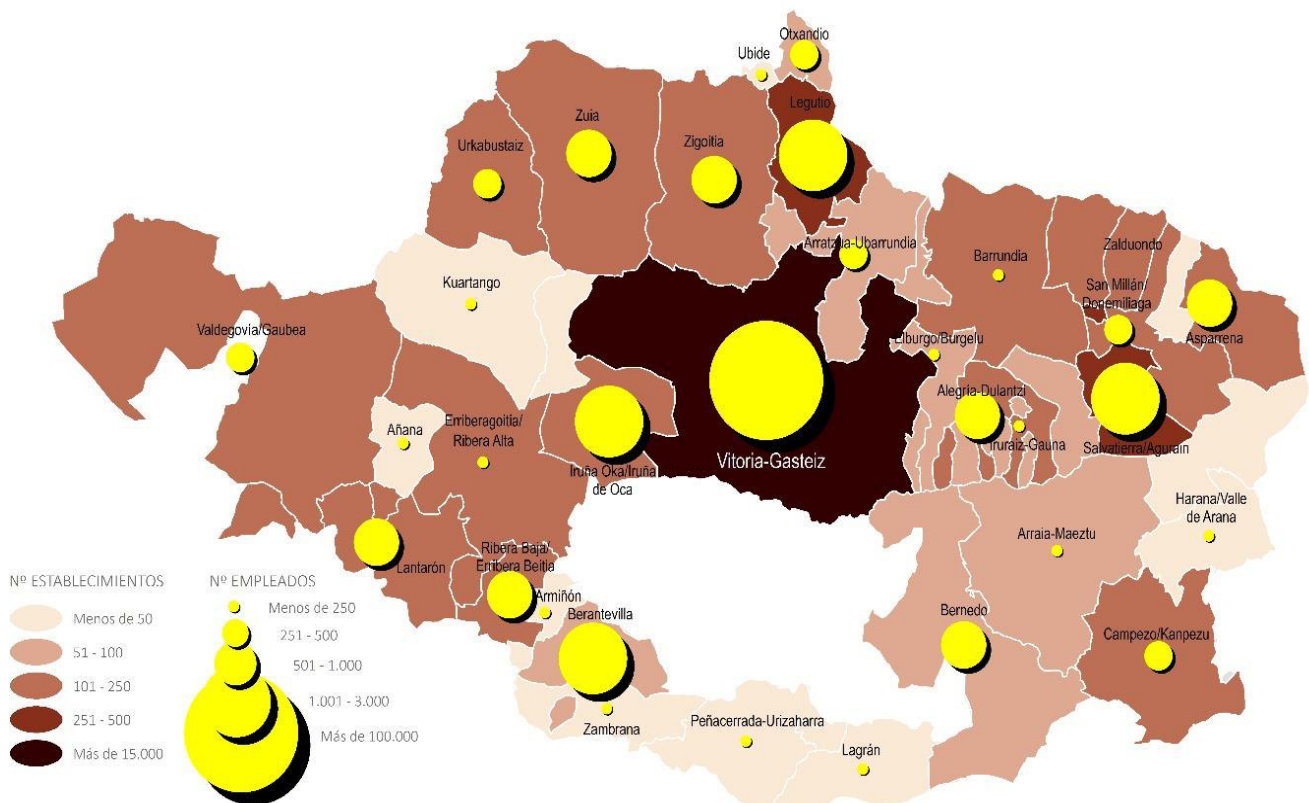 Otxandio
Ubide
Legutio
Zuia
Zigoitia
Urkabustaiz
Arratzua-Ubarrundia
Zalduondo
Barrundia
Kuartango
San Millán/
Donemiliaga
Valdegovia/Gaubea
Asparrena
Elburgo/Burgelu
Alegría-Dulantzi
Erriberagoitia/
Ribera Alta
Añana
Iruraiz-Gauna
Salvatierra/Agurain
Vitoria-Gasteiz
Iruña Oka/Iruña
de Oca
Harana/Valle
de Arana
Arraia-Maeztu
Ribera Baja/
Erribera Beitia
Lantarón
Armiñón
Berantevilla
Bernedo
Campezo/Kanpezu
Zambrana
Peñacerrada-Urizaharra
Lagrán
Nº ESTABLECIMIENTOS
Menos de 50
51 - 100
101 - 250
251 - 500
Más de 15.000
Nº EMPLEADOS
Menos de 250
251 - 500
501 - 1.000
1.001 - 3.000
Más de 100.000